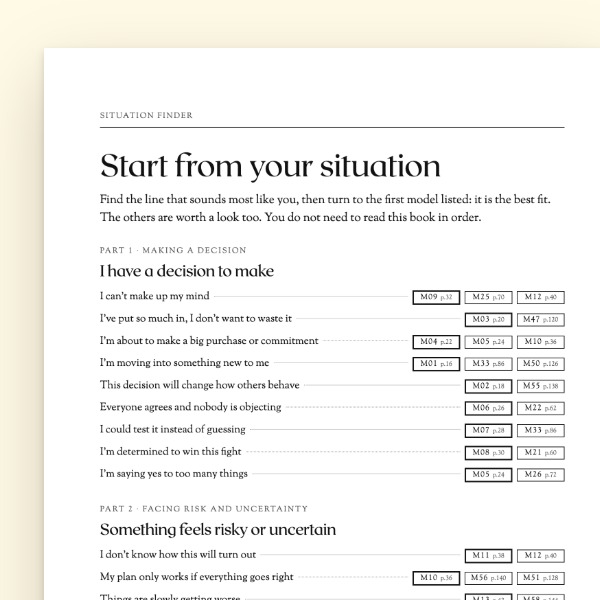 SITUATION FINDER
Start from your situation
Find the line that sounds most like you, then turn to the first model listed: it is the best fit.
The others are worth a look too. You do not need to read this book in order.
PART 1 · MAKING A DECISION
I have a decision to make
I can't make up my mind M09 p.32 M25 p.70 M12 p.40
I've put so much in, I don't want to waste it M03 p.20 M47 p.120
I'm about to make a big purchase or commitment M04 p.22 M05 p.24 M10 p.36
I'm moving into something new to me M01 p.16 M33 p.86 M50 p.126
This decision will change how others behave M02 p.18 M55 p.138
Everyone agrees and nobody is objecting M06 p.26 M22 p.62
I could test it instead of guessing M07 p.28 M33 p.86
I'm determined to win this fight M08 p.30 M21 p.60
I'm saying yes to too many things M05 p.24 M26 p.72
PART 2 · FACING RISK AND UNCERTAINTY
Something feels risky or uncertain
I don't know how this will turn out M11 p.38 M12 p.40
My plan only works if everything goes right M10 p.36 M56 p.140 M51 p.128
Things are slowly getting worse